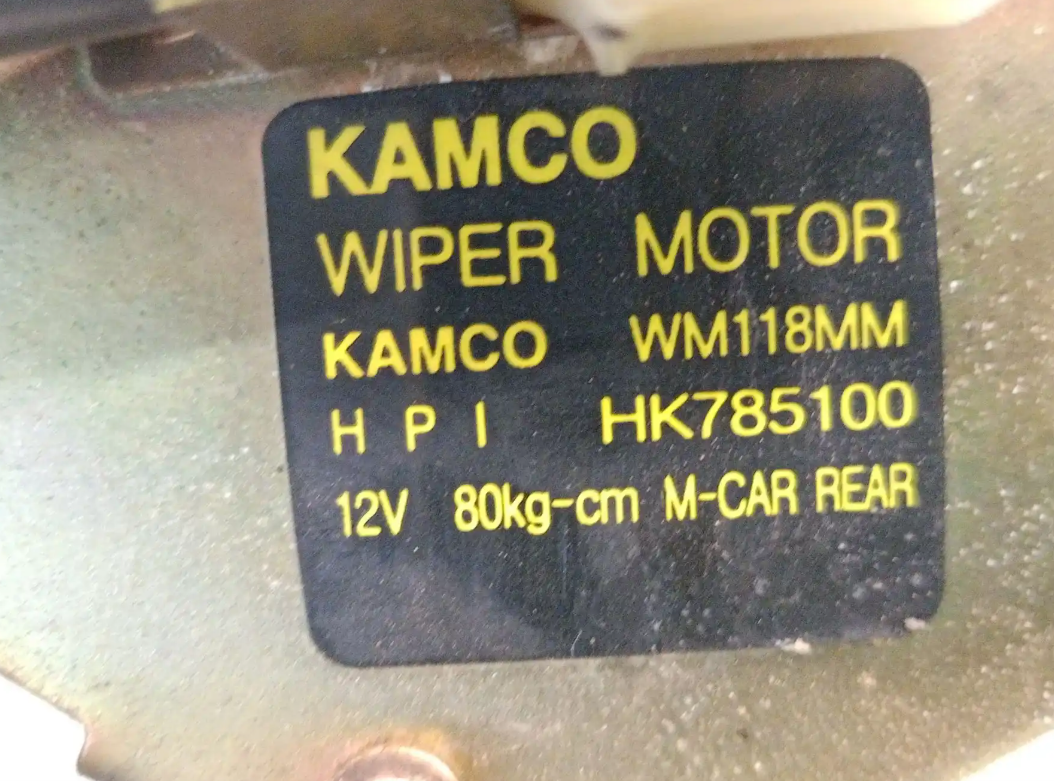 KAMCO
WIPER MOTOR
KAMCO WM118MM
H P I HK785100
12V 80kg-cm M-CAR REAR